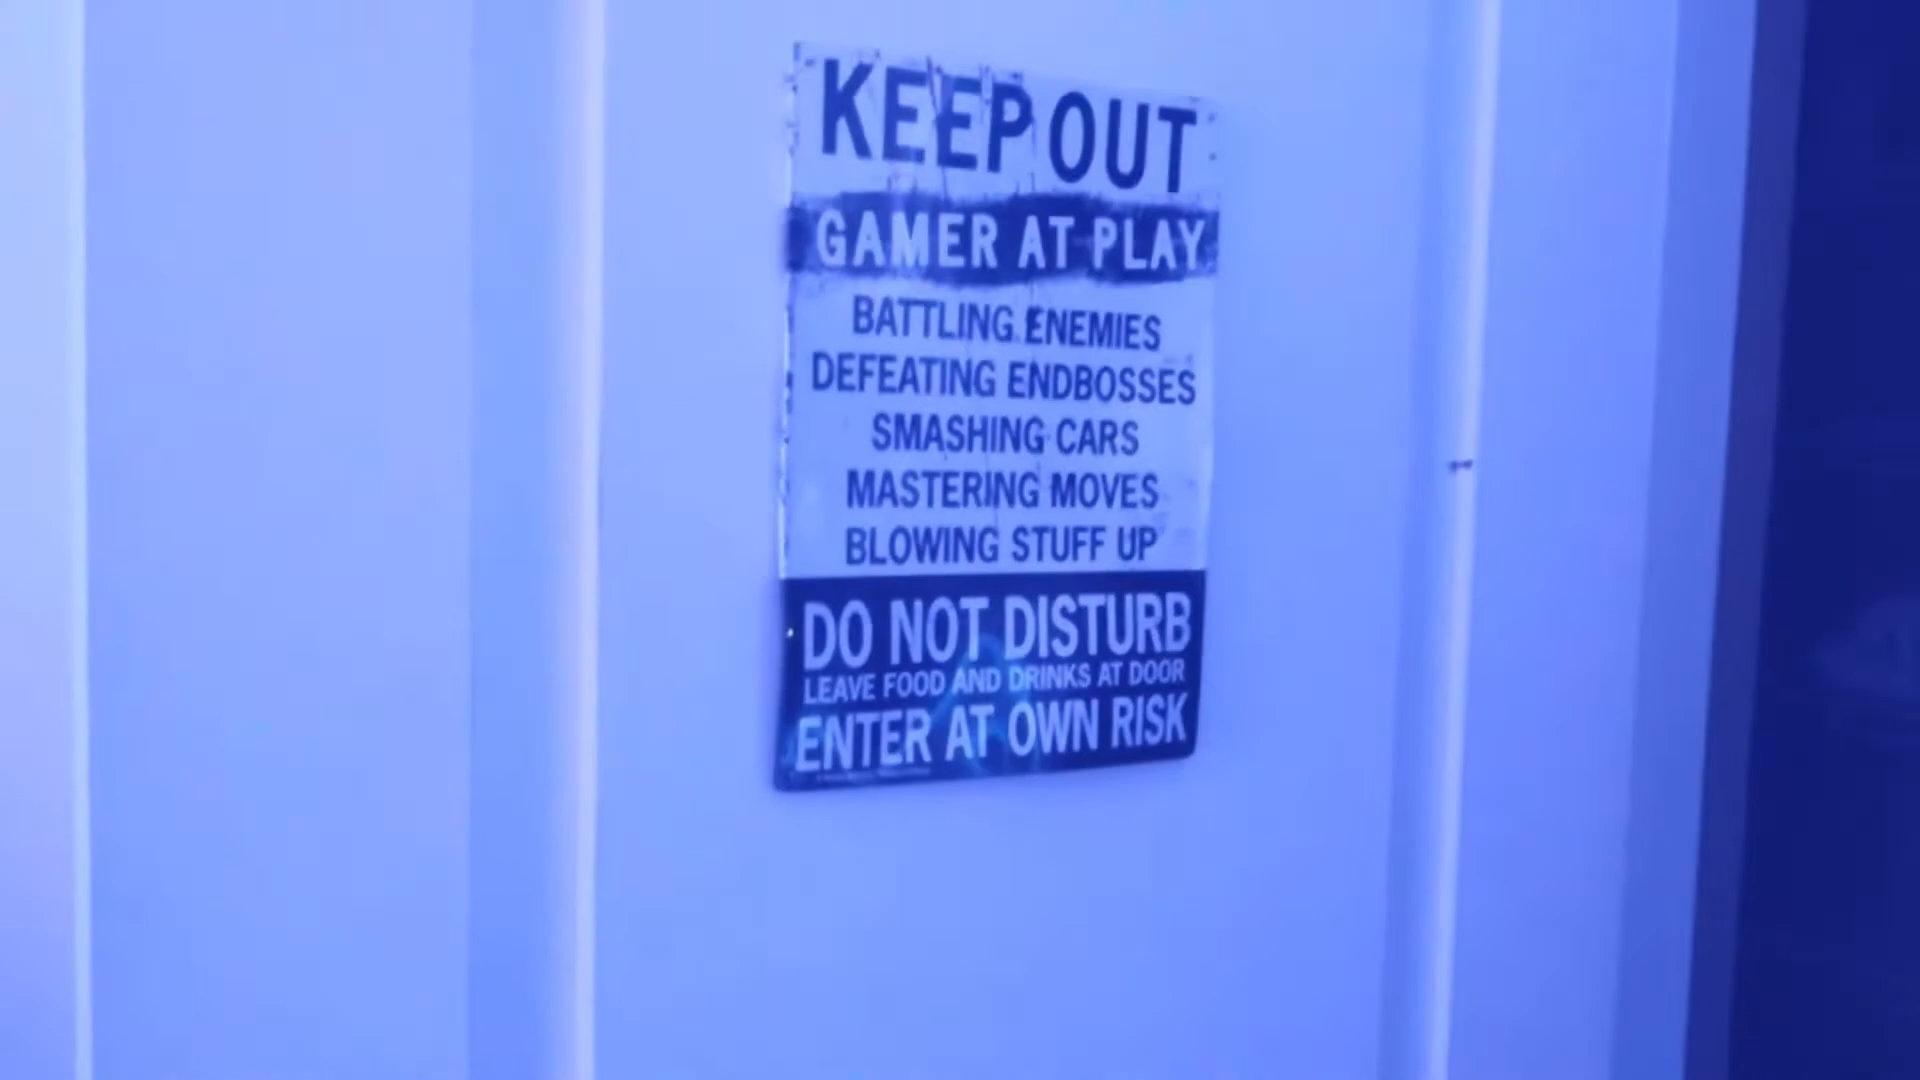 KEEP OUT
GAMER AT PLAY
BATTLING ENEMIES
DEFEATING ENDBOSSES
SMASHING CARS
MASTERING MOVES
BLOWING STUFF UP
DO NOT DISTURB
LEAVE FOOD AND DRINKS AT DOOR
ENTER AT OWN RISK